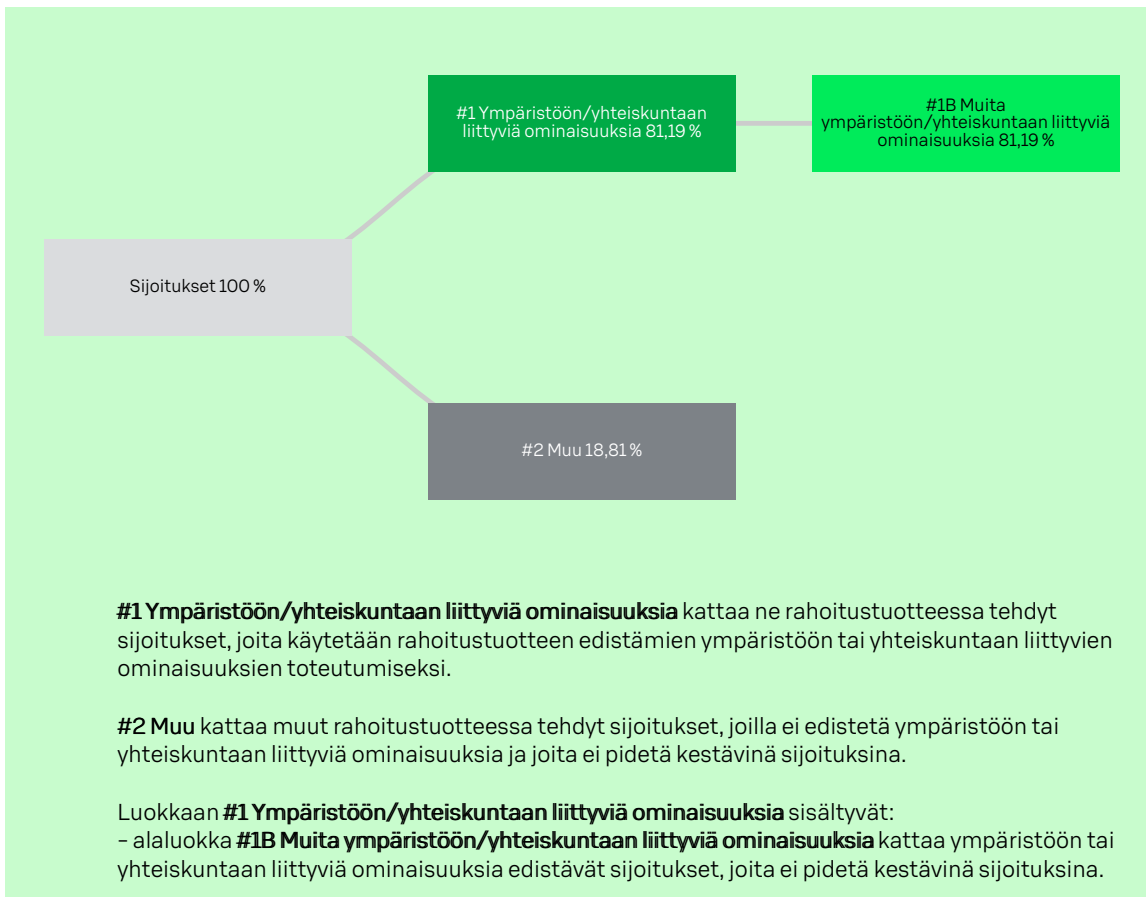 #1 Ympäristöön/yhteiskuntaan
liittyviä ominaisuuksia 81,19 %
#1B Muita
ympäristöön/yhteiskuntaan liittyviä
ominaisuuksia 81,19 %
Sijoitukset 100 %
#2 Muu 18,81 %
#1 Ympäristöön/yhteiskuntaan liittyviä ominaisuuksia kattaa ne rahoitustuotteessa tehdyt
sijoitukset, joita käytetään rahoitustuotteen edistämien ympäristöön tai yhteiskuntaan liittyvien
ominaisuuksien toteutumiseksi.
#2 Muu kattaa muut rahoitustuotteessa tehdyt sijoitukset, joilla ei edistetä ympäristöön tai
yhteiskuntaan liittyviä ominaisuuksia ja joita ei pidetä kestävinä sijoituksina.
Luokkaan #1 Ympäristöön/yhteiskuntaan liittyviä ominaisuuksia sisältyvät:
– alaluokka #1B Muita ympäristöön/yhteiskuntaan liittyviä ominaisuuksia kattaa ympäristöön tai
yhteiskuntaan liittyviä ominaisuuksia edistävät sijoitukset, joita ei pidetä kestävinä sijoituksina.